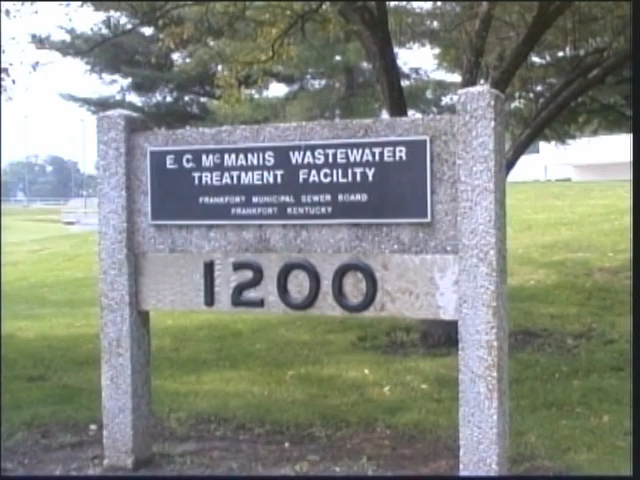 E. C. McMANIS WASTEWATER
TREATMENT FACILITY
FRANKFORT MUNICIPAL SEWER BOARD
FRANKFORT KENTUCKY
1200